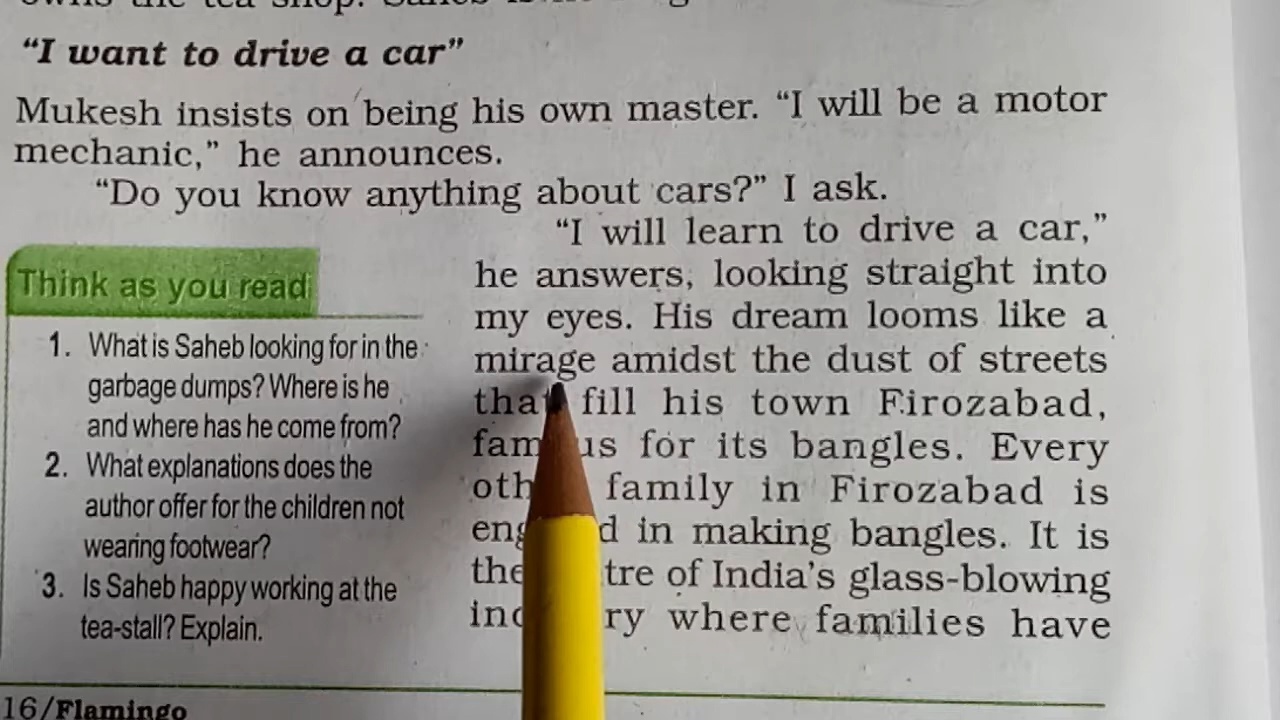 "I want to drive a car"
Mukesh insists on being his own master. "I will be a motor
mechanic," he announces.
"Do you know anything about cars?" I ask.
"I will learn to drive a car,"
he answers, looking straight into
my eyes. His dream looms like a
mirage amidst the dust of streets
that fill his town Firozabad,
for its bangles. Every
family in Firozabad is
in making bangles. It is
of India's glass-blowing
where families have
Think as you read
1. What is Saheb looking for in the
garbage dumps? Where is he
and where has he come from?
2. What explanations does the
author offer for the children not
wearing footwear?
3. Is Saheb happy working at the
tea-stall? Explain.
16/Flamingo